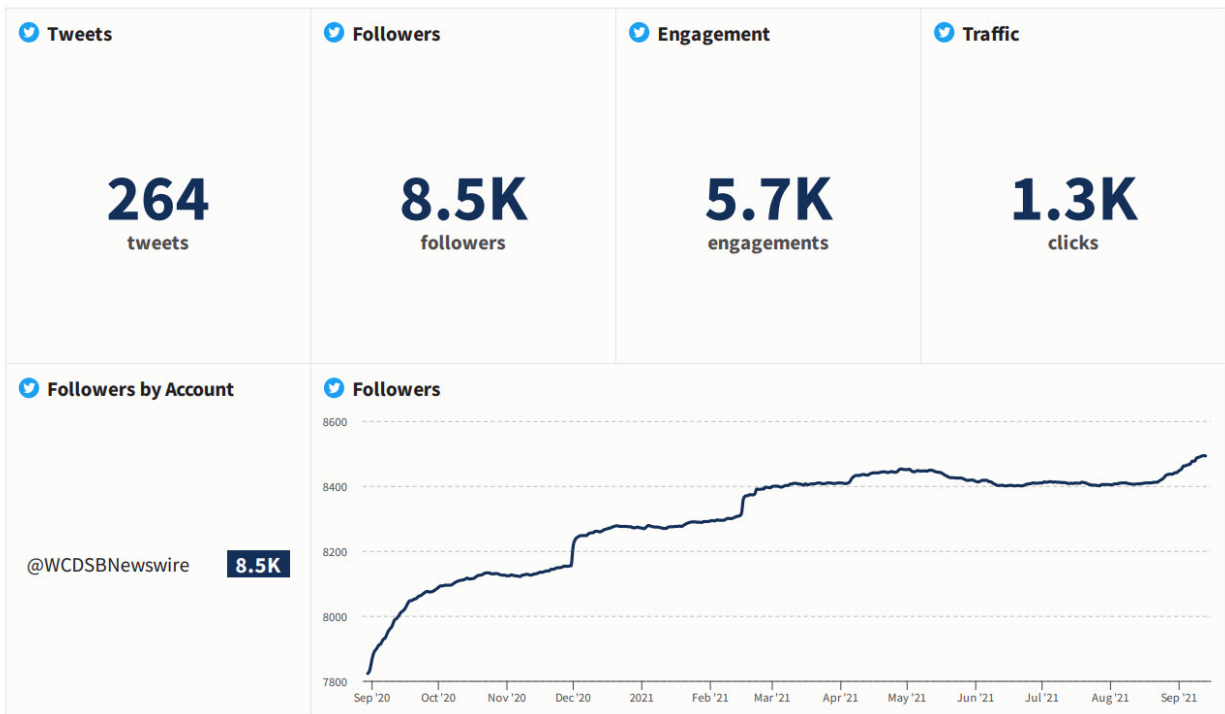 Tweets
Followers
Engagement
Traffic
264
8.5K
5.7K
1.3K
tweets
followers
engagements
clicks
Followers by Account
Followers
8600
8400
@WCDSBNewswire 8.5K
8200
8000
7800
Sep '20 Oct '20 Nov '20 Dec '20 2021 Feb '21 Mar '21 Apr '21 May '21 Jun '21 Jul '21 Aug '21 Sep '21